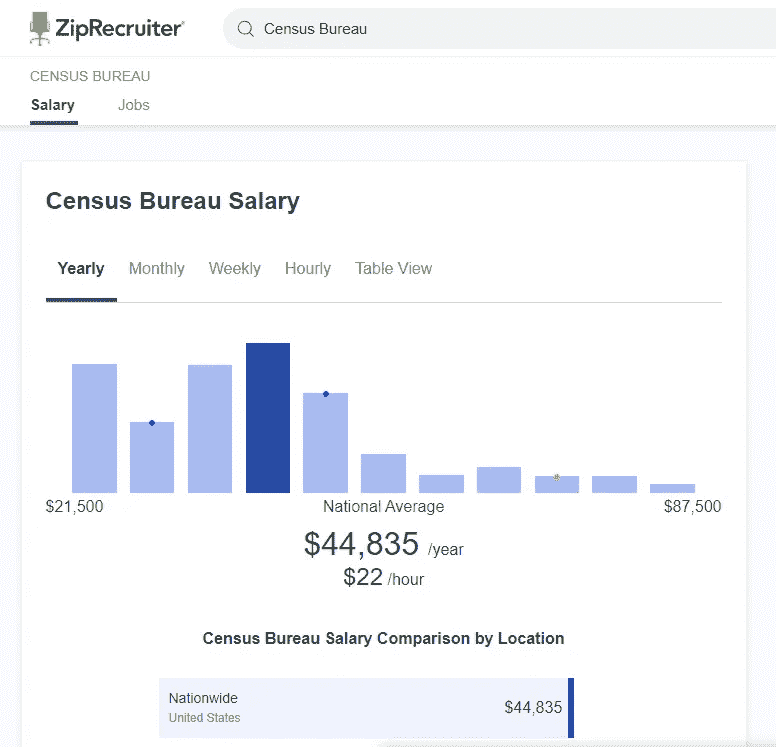 ZipRecruiter
Census Bureau
CENSUS BUREAU
Salary Jobs
Census Bureau Salary
Yearly Monthly Weekly Hourly Table View
$21,500 National Average $87,500
$44,835 /year
$22 /hour
Census Bureau Salary Comparison by Location
Nationwide
United States
$44,835